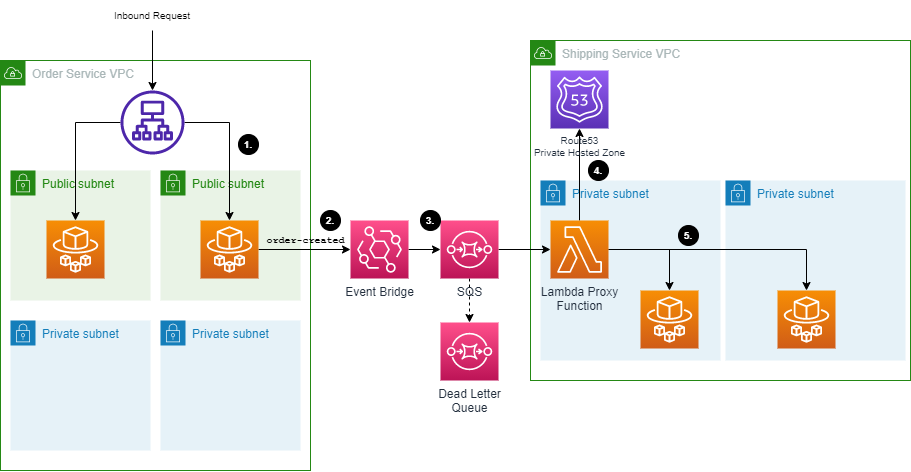 Inbound Request
Order Service VPC
Shipping Service VPC
53
Route53
Private Hosted Zone
1.
Public subnet
Public subnet
4.
Private subnet
Private subnet
2.
3.
order-created
5.
Event Bridge
SQS
Lambda Proxy
Function
Private subnet
Private subnet
Dead Letter
Queue